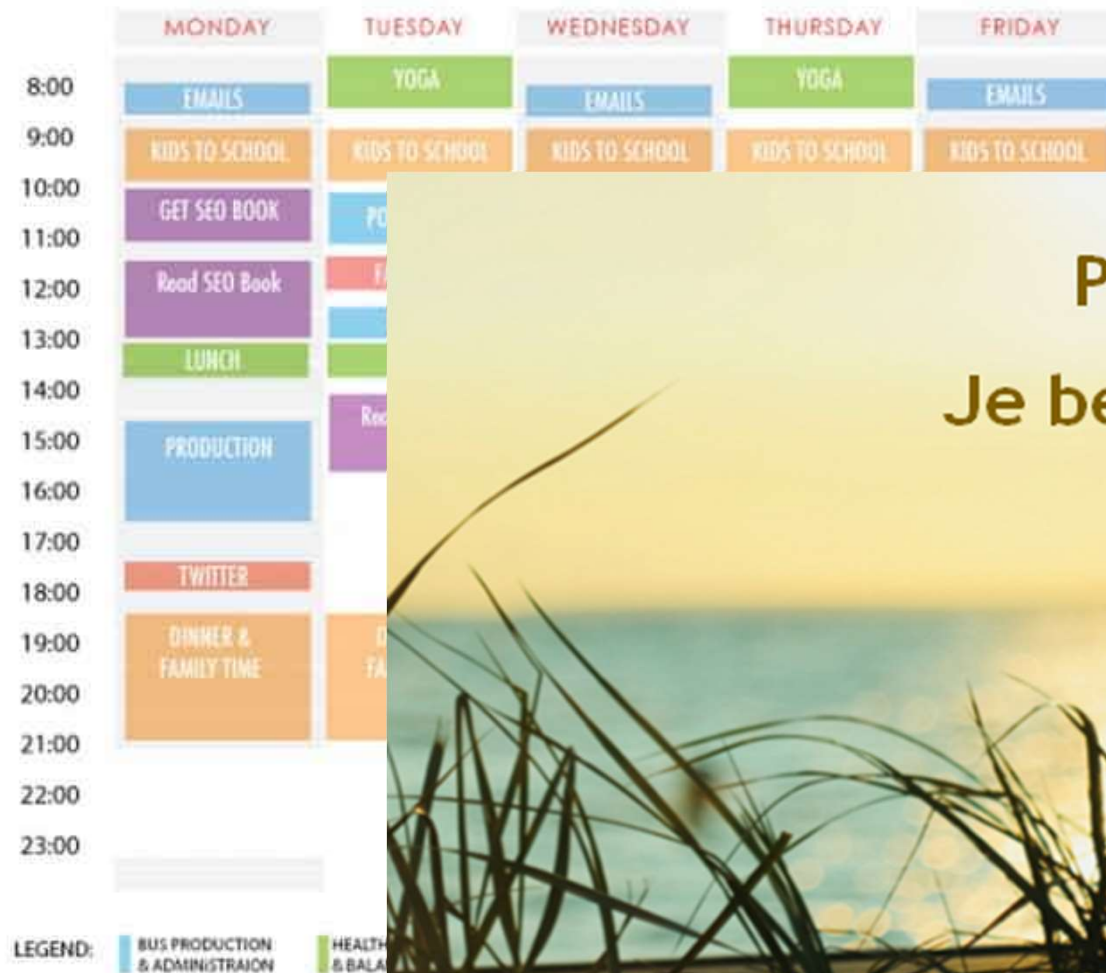 MONDAY TUESDAY WEDNESDAY THURSDAY FRIDAY
8:00
9:00
10:00
11:00
12:00
13:00
14:00
15:00
16:00
17:00
18:00
19:00
20:00
21:00
22:00
23:00
EMAILS
KIDS TO SCHOOL
GET SEO BOOK
Read SEO Book
LUNCH
PRODUCTION
TWITTER
DINNER &
FAMILY TIME
YOGA
KIDS TO SCHOOL
EMAILS
KIDS TO SCHOOL
YOGA
KIDS TO SCHOOL
EMAILS
KIDS TO SCHOOL
P
Je be
LEGEND:
BUS PRODUCTION
& ADMINISTRAION
HEALTH
& BALA